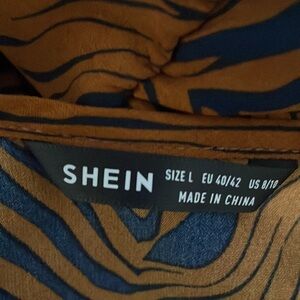 SHEIN
SIZE L EU 40/42 US 8/10
MADE IN CHINA